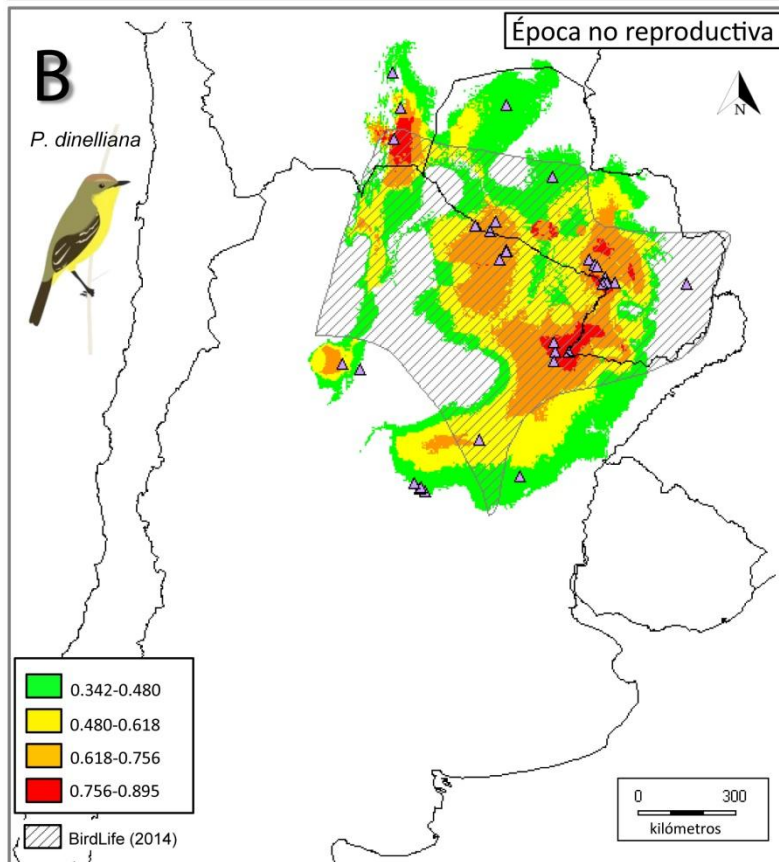 Época no reproductiva
B
P. dinelliana
N
0.342-0.480
0.480-0.618
0.618-0.756
0.756-0.895
BirdLife (2014)
0 300
kilómetros